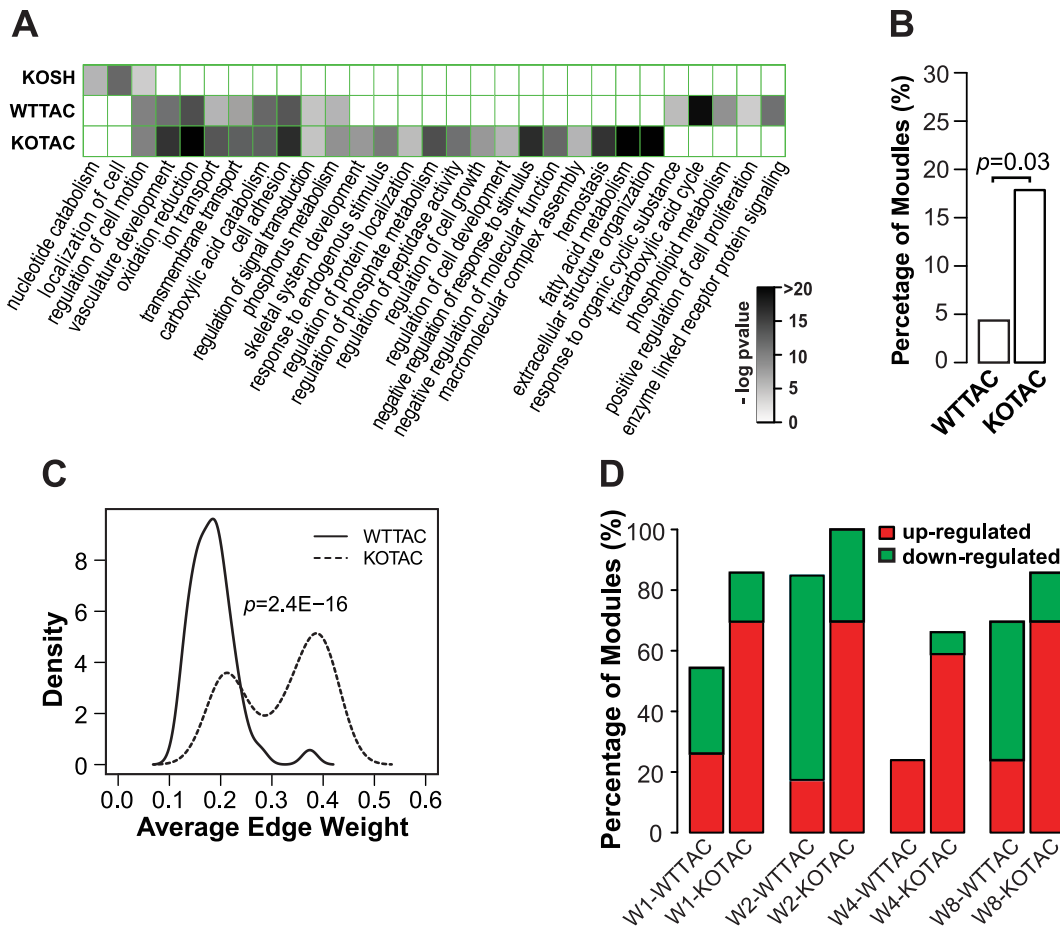 A
KOSH
WTTAC
KOTAC
nucleotide catabolism
localization of cell
regulation of cell motion
vasculature development
oxidation reduction
ion transport
transmembrane transport
carboxylic acid catabolism
cell adhesion
regulation of signal transduction
phosphorus metabolism
skeletal system development
response to endogenous stimulus
regulation of protein localization
regulation of phosphate metabolism
regulation of peptidase activity
regulation of cell growth
regulation of cell development
negative regulation of response to stimulus
negative regulation of molecular function
macromolecular complex assembly
hemostasis
fatty acid metabolism
extracellular structure organization
response to organic cyclic substance
tricarboxylic acid cycle
phospholipid metabolism
positive regulation of cell proliferation
enzyme linked receptor protein signaling
- log pvalue
>20
15
10
5
0
B
Percetage of Moudles (%)
30
25
20
15
10
5
0
p=0.03
WTTAC
KOTAC
C
Density
8
6
4
2
0
WTTAC
KOTAC
p=2.4E−16
0.0 0.1 0.2 0.3 0.4 0.5 0.6
Average Edge Weight
D
Percentage of Modules (%)
100
80
60
40
20
0
up-regulated
down-regulated
W1-WTTAC
W1-KOTAC
W2-WTTAC
W2-KOTAC
W4-WTTAC
W4-KOTAC
W8-WTTAC
W8-KOTAC